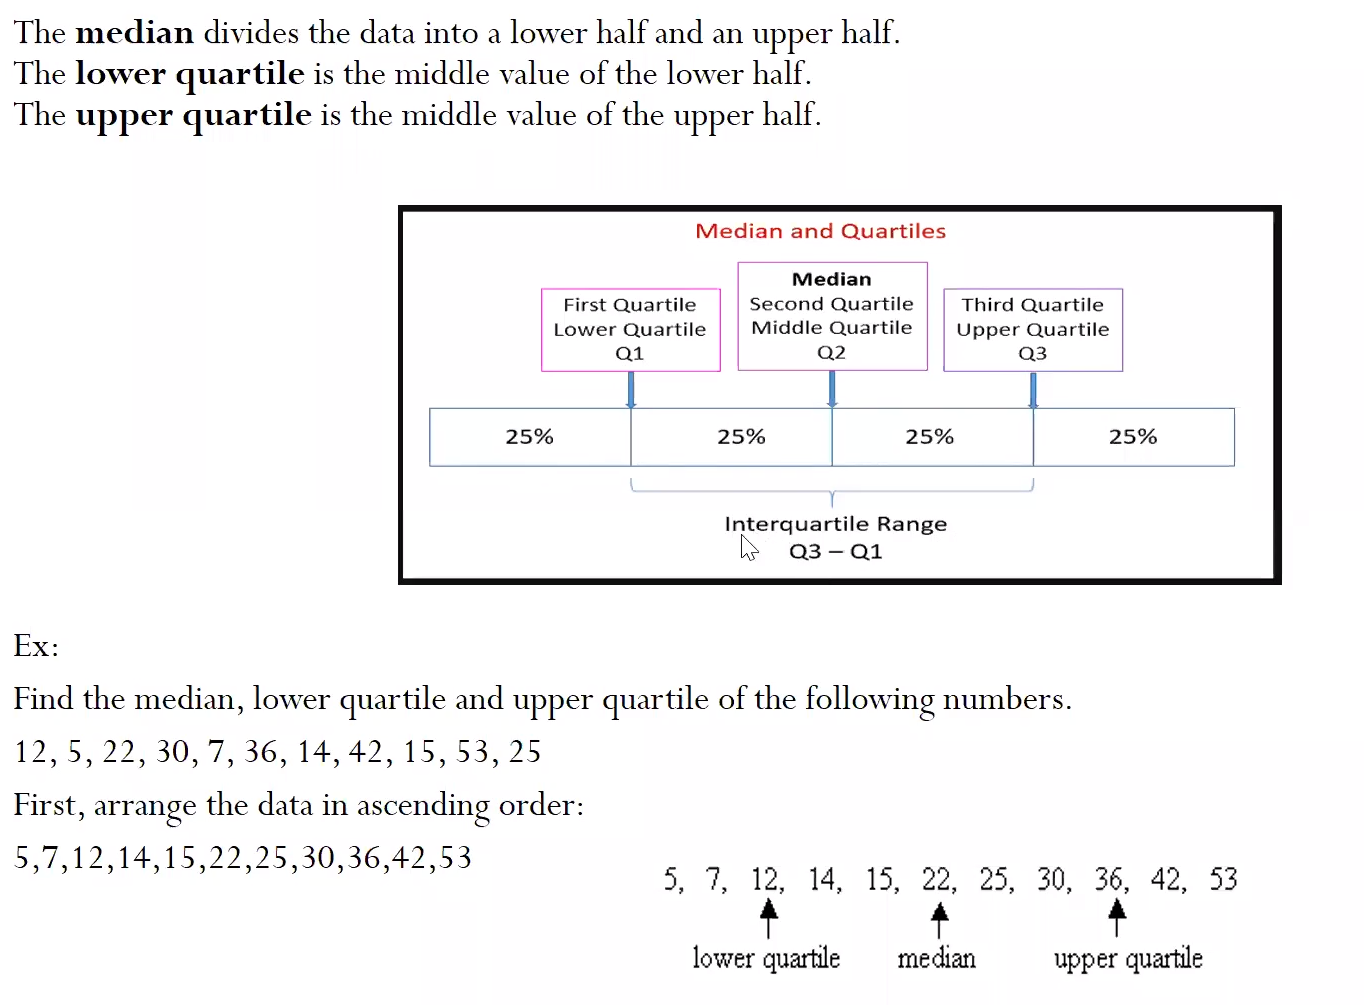 The median divides the data into a lower half and an upper half.
The lower quartile is the middle value of the lower half.
The upper quartile is the middle value of the upper half.
Median and Quartiles
First Quartile
Lower Quartile
Q1
Median
Second Quartile
Middle Quartile
Q2
Third Quartile
Upper Quartile
Q3
25% 25% 25% 25%
Interquartile Range
Q3 – Q1
Ex:
Find the median, lower quartile and upper quartile of the following numbers.
12, 5, 22, 30, 7, 36, 14, 42, 15, 53, 25
First, arrange the data in ascending order:
5,7,12,14,15,22,25,30,36,42,53
5, 7, 12, 14, 15, 22, 25, 30, 36, 42, 53
lower quartile median upper quartile